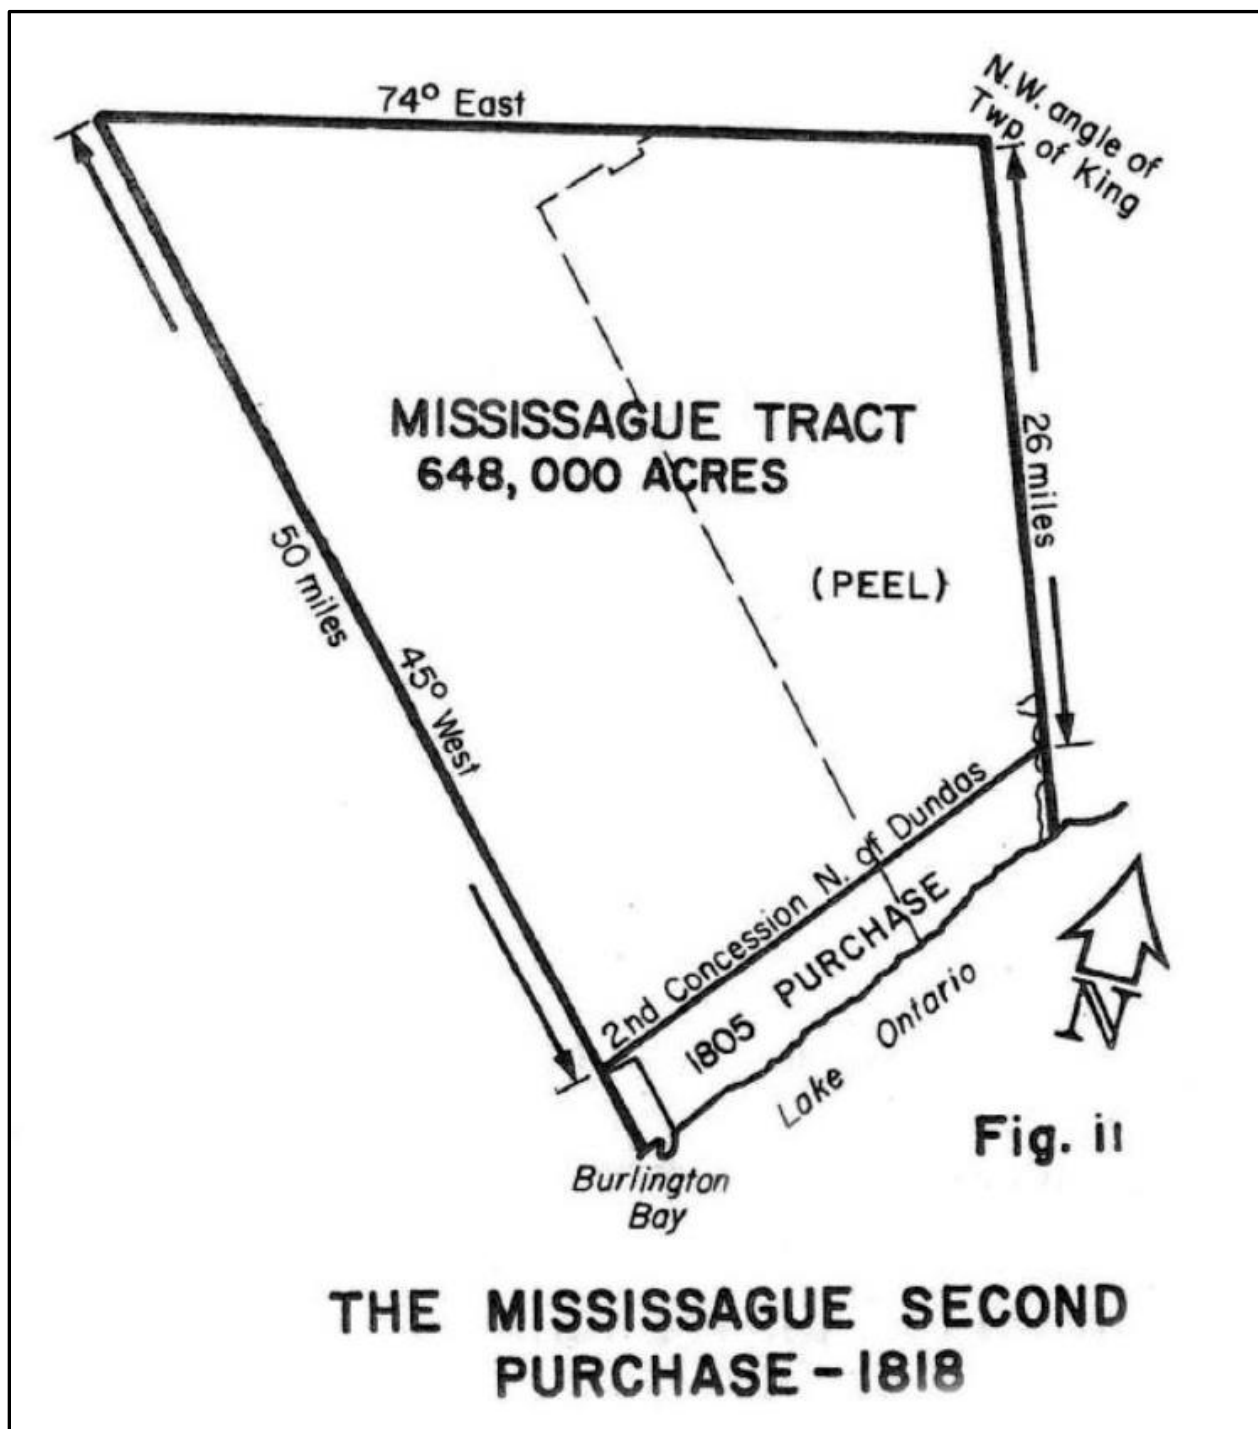 74° East
N.W. angle of
Twp. of King
MISSISSAGUE TRACT
648,000 ACRES
26 miles
50 miles
(PEEL)
45° West
2nd Concession N. of Dundas
1805 PURCHASE
Lake Ontario
N
Fig. ii
Burlington
Bay
THE MISSISSAGUE SECOND
PURCHASE - 1818